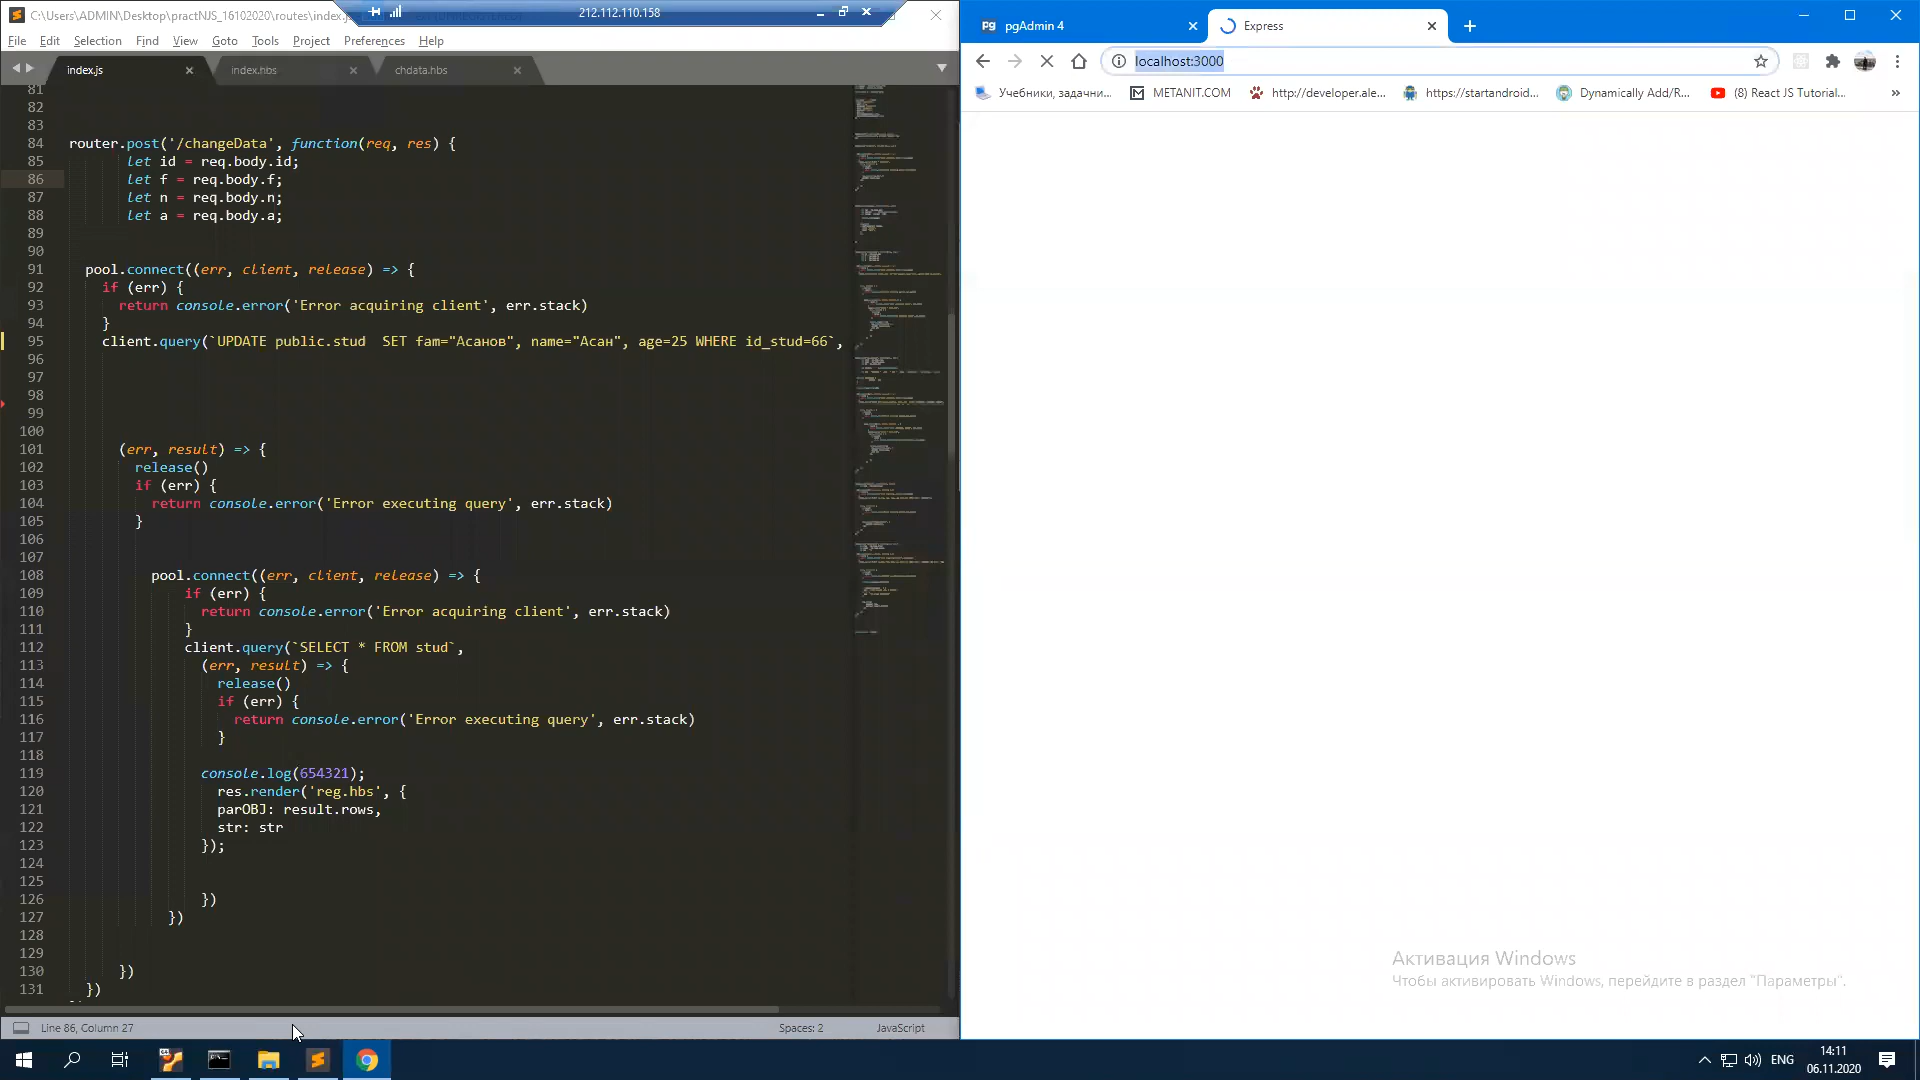 C:\Users\ADMIN\Desktop\practNJS_16102020\routes\index.js
212.112.110.158
File Edit Selection Find View Goto Tools Project Preferences Help
index.js
index.hbs
chdata.hbs
81
82
83
84 router.post('/changeData', function(req, res) {
85 let id = req.body.id;
86 let f = req.body.f;
87 let n = req.body.n;
88 let a = req.body.a;
89
90
91 pool.connect((err, client, release) => {
92 if (err) {
93 return console.error('Error acquiring client', err.stack)
94 }
95 client.query(`UPDATE public.stud  SET fam="Асанов", name="Асан", age=25 WHERE id_stud=66`,
96
97
98
99
100
101 (err, result) => {
102 release()
103 if (err) {
104 return console.error('Error executing query', err.stack)
105 }
106
107
108 pool.connect((err, client, release) => {
109 if (err) {
110 return console.error('Error acquiring client', err.stack)
111 }
112 client.query(`SELECT * FROM stud`,
113 (err, result) => {
114 release()
115 if (err) {
116 return console.error('Error executing query', err.stack)
117 }
118
119 console.log(654321);
120 res.render('reg.hbs', {
121 parOBJ: result.rows,
122 str: str
123 });
124
125
126 })
127 })
128
129
130 })
131 })
Line 86, Column 27
Spaces: 2
JavaScript
pgAdmin 4
Express
localhost:3000
Учебники, задачни...
METANIT.COM
http://developer.ale...
https://startandroid...
Dynamically Add/R...
(8) React JS Tutorial...
Активация Windows
Чтобы активировать Windows, перейдите в раздел "Параметры".
ENG
14:11
06.11.2020